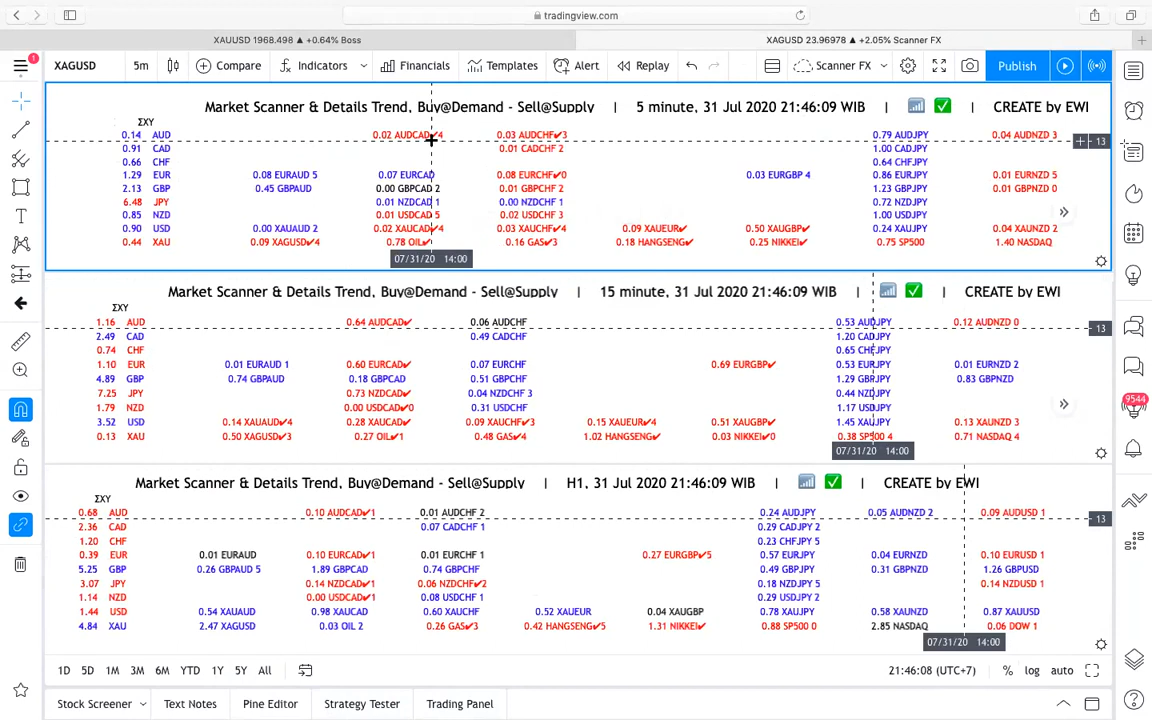 tradingview.com
XAUUSD 1968.498 ▲ +0.64% Boss
XAGUSD 23.96978 ▲ +2.05% Scanner FX
1 XAGUSD 5m Compare Indicators Financials Templates Alert Replay Scanner FX Publish
Market Scanner & Details Trend, Buy@Demand - Sell@Supply | 5 minute, 31 Jul 2020 21:46:09 WIB | ✅ | CREATE by EWI
ΣXY
0.14 AUD 0.02 AUDCAD✔4 0.03 AUDCHF✔3 0.79 AUDJPY 0.04 AUDNZD 3
13
0.91 CAD 0.01 CADCHF 2 1.00 CADJPY
0.66 CHF 0.64 CHFJPY
1.29 EUR 0.08 EURAUD 5 0.07 EURCAD 0.08 EURCHF✔0 0.03 EURGBP 4 0.86 EURJPY 0.01 EURNZD 5
2.13 GBP 0.45 GBPAUD 0.00 GBPCAD 2 0.01 GBPCHF 2 1.23 GBPJPY 0.01 GBPNZD 0
6.48 JPY 0.01 NZDCAD 1 0.00 NZDCHF 1 0.72 NZDJPY
0.85 NZD 0.01 USDCAD 5 0.02 USDCHF 3 1.00 USDJPY
0.90 USD 0.00 XAUAUD 2 0.02 XAUCAD✔4 0.03 XAUCHF✔4 0.09 XAUEUR✔ 0.50 XAUGBP✔ 0.24 XAUJPY 0.04 XAUNZD 2
0.44 XAU 0.09 XAGUSD✔4 0.78 OIL✔ 0.16 GAS✔3 0.18 HANGSENG✔ 0.25 NIKKEI✔ 0.75 SP500 1.40 NASDAQ
07/31/20 14:00
Market Scanner & Details Trend, Buy@Demand - Sell@Supply | 15 minute, 31 Jul 2020 21:46:09 WIB | ✅ | CREATE by EWI
ΣXY
1.16 AUD 0.64 AUDCAD✔ 0.06 AUDCHF 0.53 AUDJPY 0.12 AUDNZD 0
13
2.49 CAD 0.49 CADCHF 1.20 CADJPY
0.74 CHF 0.65 CHFJPY
1.10 EUR 0.01 EURAUD 1 0.60 EURCAD✔ 0.07 EURCHF 0.69 EURGBP✔ 0.53 EURJPY 0.01 EURNZD 2
4.89 GBP 0.74 GBPAUD 0.18 GBPCAD 0.51 GBPCHF 1.29 GBPJPY 0.83 GBPNZD
7.25 JPY 0.73 NZDCAD✔ 0.04 NZDCHF 3 0.44 NZDJPY
1.79 NZD 0.00 USDCAD✔0 0.31 USDCHF 1.17 USDJPY
3.52 USD 0.14 XAUAUD✔4 0.28 XAUCAD✔ 0.09 XAUCHF✔3 0.15 XAUEUR✔4 0.51 XAUGBP✔ 1.45 XAUJPY 0.13 XAUNZD 3
0.13 XAU 0.50 XAGUSD✔3 0.27 OIL✔1 0.48 GAS✔4 1.02 HANGSENG✔ 0.03 NIKKEI✔0 0.38 SP500 4 0.71 NASDAQ 4
07/31/20 14:00
Market Scanner & Details Trend, Buy@Demand - Sell@Supply | H1, 31 Jul 2020 21:46:09 WIB | ✅ | CREATE by EWI
ΣXY
0.68 AUD 0.10 AUDCAD✔1 0.01 AUDCHF 2 0.24 AUDJPY 0.05 AUDNZD 2 0.09 AUDUSD 1
13
2.36 CAD 0.07 CADCHF 1 0.29 CADJPY 2
1.20 CHF 0.23 CHFJPY 5
0.39 EUR 0.01 EURAUD 0.10 EURCAD✔1 0.01 EURCHF 1 0.27 EURGBP✔5 0.57 EURJPY 0.04 EURNZD 0.10 EURUSD 1
5.25 GBP 0.26 GBPAUD 5 1.89 GBPCAD 0.74 GBPCHF 0.49 GBPJPY 0.31 GBPNZD 1.26 GBPUSD
3.07 JPY 0.14 NZDCAD✔1 0.06 NZDCHF✔2 0.18 NZDJPY 5 0.14 NZDUSD 1
1.14 NZD 0.00 USDCAD✔1 0.08 USDCHF 1 0.29 USDJPY 2
1.44 USD 0.54 XAUAUD 0.98 XAUCAD 0.60 XAUCHF 0.52 XAUEUR 0.04 XAUGBP 0.78 XAUJPY 0.58 XAUNZD 0.87 XAUUSD
4.84 XAU 2.47 XAGUSD 0.03 OIL 2 0.26 GAS✔3 0.42 HANGSENG✔5 1.31 NIKKEI✔ 0.88 SP500 0 2.85 NASDAQ 0.06 DOW 1
07/31/20 14:00
9544
1D 5D 1M 3M 6M YTD 1Y 5Y All 21:46:08 (UTC+7) % log auto
Stock Screener Text Notes Pine Editor Strategy Tester Trading Panel